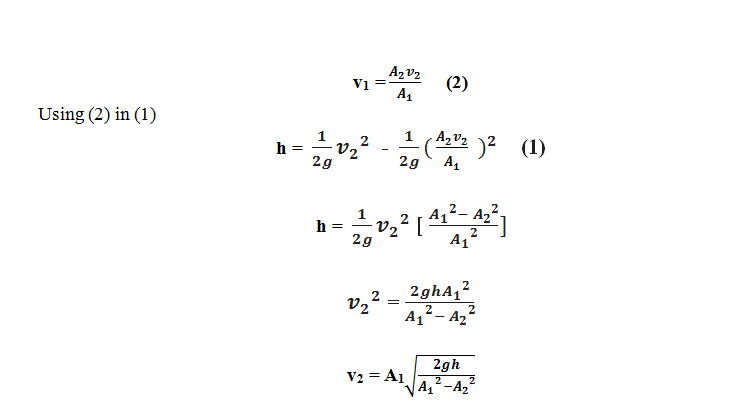 v₁ = A₂v₂/A₁ (2)
Using (2) in (1)
h = 1/2g v₂² - 1/2g (A₂v₂/A₁ )² (1)
h = 1/2g v₂² [ A₁² − A₂²/A₁² ]
v₂² = 2ghA₁²/A₁² − A₂²
v₂ = A₁ √2gh/A₁² −A₂²